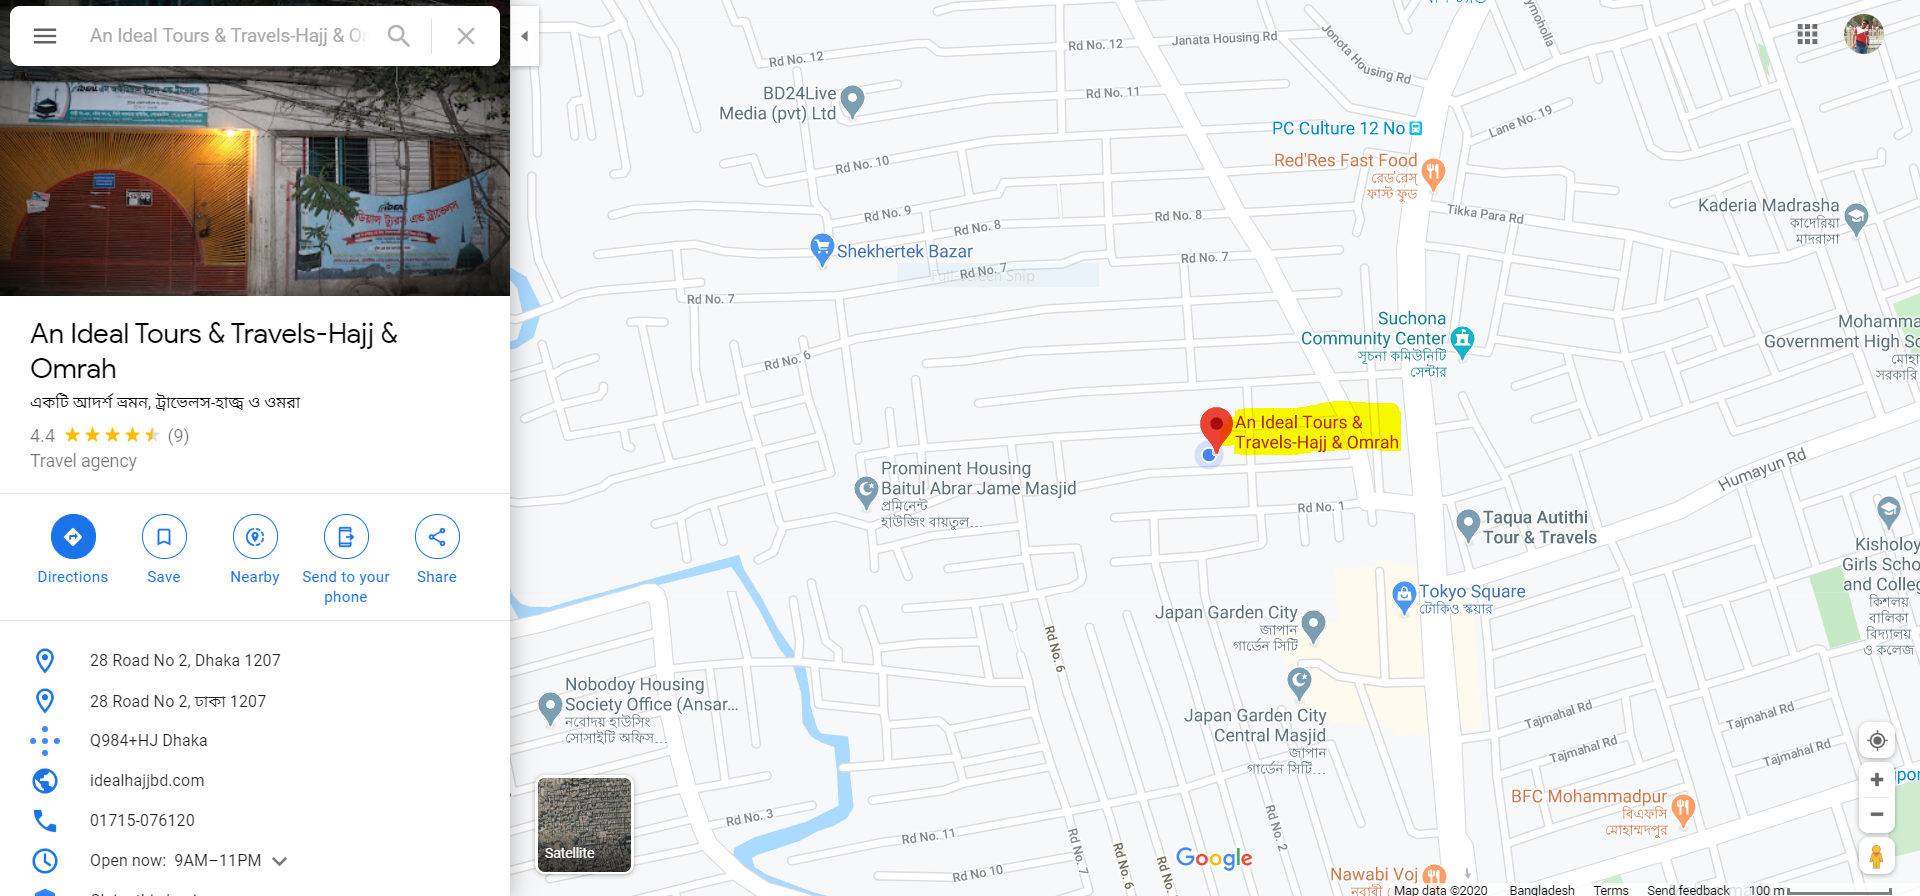 An Ideal Tours & Travels-Hajj & Or
An Ideal Tours & Travels-Hajj &
Omrah
একটি আদর্শ ভ্রমন, ট্রাভেলস-হাজ্ব ও ওমরা
4.4 (9)
Travel agency
Directions
Save
Nearby
Send to your
phone
Share
28 Road No 2, Dhaka 1207
28 Road No 2, ঢাকা 1207
Q984+HJ Dhaka
idealhajjbd.com
01715-076120
Open now: 9AM–11PM
Satellite
Rd No. 12
Rd No. 12
Janata Housing Rd
Jonota Housing Rd
BD24Live
Media (pvt) Ltd
Rd No. 11
PC Culture 12 No
Lane No. 19
Rd No. 10
Red'Res Fast Food
রেড'রেস্
ফাস্ট ফুড
Rd No. 9
Rd No. 8
Rd No. 8
Tikka Para Rd
Kaderia Madrasha
কাদেরিয়া
মাদরাসা
Shekhertek Bazar
Rd No. 7
Full-screen Snip
Rd No. 7
Rd No. 7
Suchona
Community Center
সূচনা কমিউনিটি
সেন্টার
Mohamma
Government High Sc
মোহা
সরকারি
Rd No. 6
An Ideal Tours &
Travels-Hajj & Omrah
Humayun Rd
Prominent Housing
Baitul Abrar Jame Masjid
প্রমিনেন্ট
হাউজিং বায়তুল...
Rd No. 1
Taqua Autithi
Tour & Travels
Kisholoy
Girls Scho
and Colleg
কিশলয়
বালিকা
বিদ্যালয়
ও কলেজ
Tokyo Square
টোকিও স্কয়ার
Japan Garden City
জাপান
গার্ডেন সিটি
Rd No. 6
Nobodoy Housing
Society Office (Ansar...
নবোদয় হাউসিং
সোসাইটি অফিস...
Japan Garden City
Central Masjid
জাপান
গার্ডেন সিটি...
Tajmahal Rd
Tajmahal Rd
Tajmahal Rd
Tajmahal Rd
BFC Mohammadpur
বিএফসি
মোহাম্মদপুর
Rd No. 3
Rd No. 11
Rd No. 2
Rd No. 7
Rd No. 6
Rd No.
Rd No 10
Google
Nawabi Voj
Map data ©2020 Bangladesh Terms Send feedback 100 m